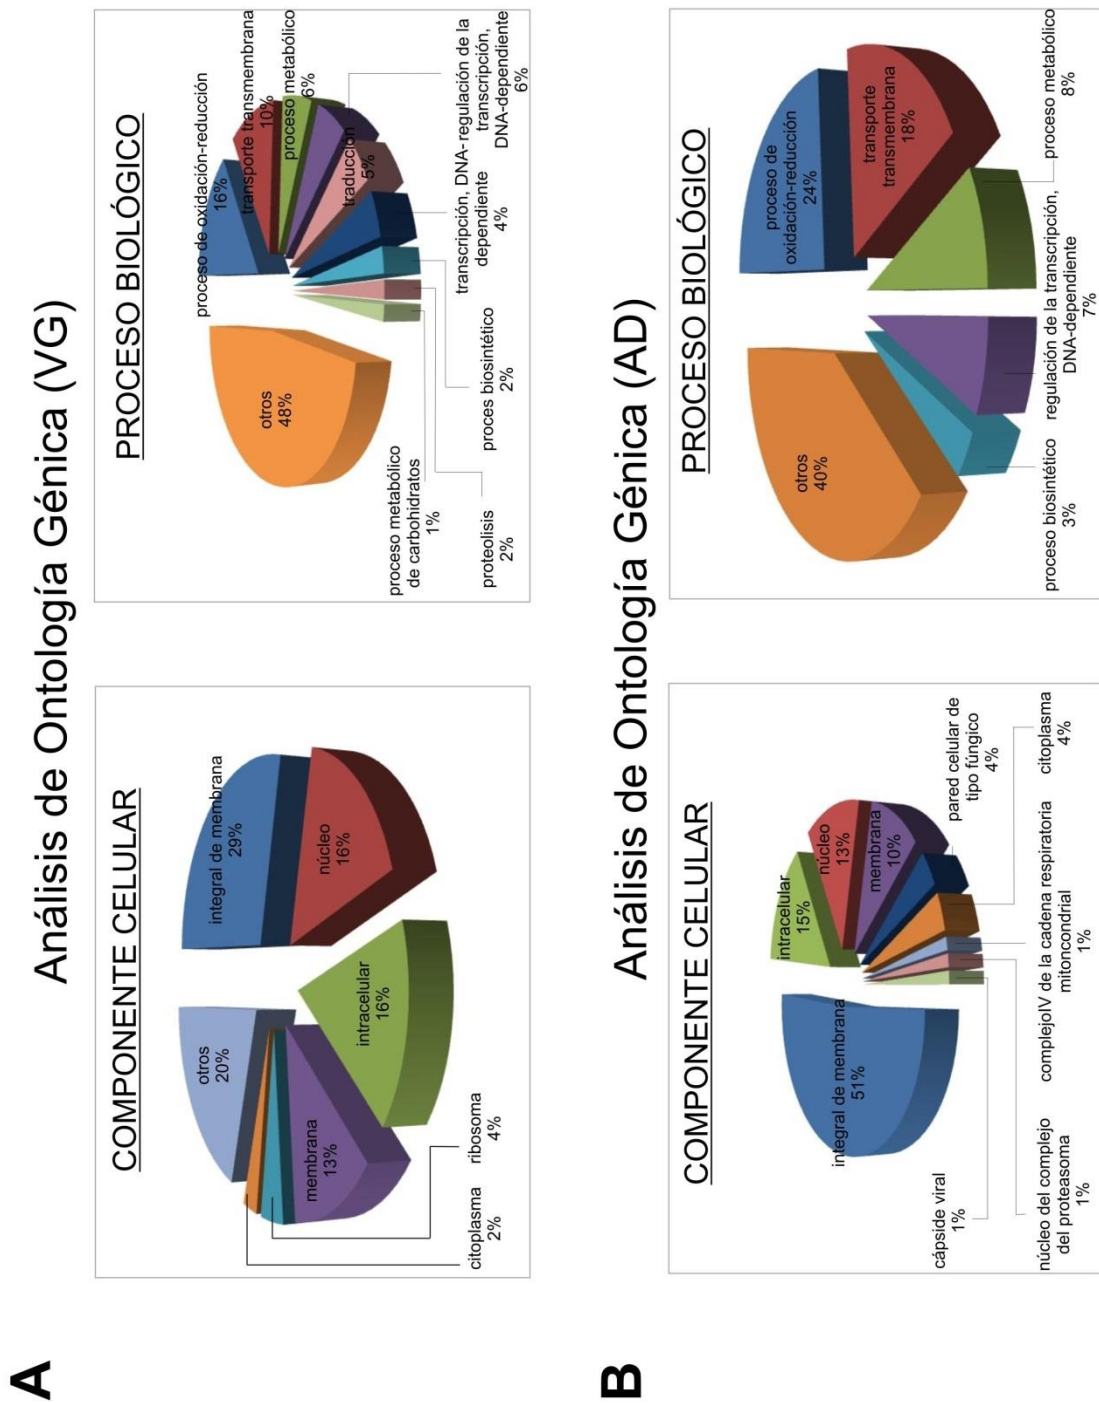 A
Análisis de Ontología Génica (VG)
COMPONENTE CELULAR
integral de membrana
29%
núcleo
16%
intracelular
16%
membrana
13%
ribosoma
4%
citoplasma
2%
otros
20%
PROCESO BIOLÓGICO
proceso de oxidación-reducción
16%
transporte transmembrana
10%
proceso metabólico
6%
regulación de la
transcripción,
DNA-dependiente
6%
traducción
5%
transcripción, DNA-
dependiente
4%
proces biosintético
2%
proteolisis
2%
proceso metabólico
de carbohidratos
1%
otros
48%
B
Análisis de Ontología Génica (AD)
COMPONENTE CELULAR
intracelular
15%
núcleo
13%
membrana
10%
pared celular de
tipo fúngico
4%
citoplasma
4%
complejoIV de la cadena respiratoria
mitoncondrial
1%
núcleo del complejo
del proteasoma
1%
cápside viral
1%
integral de membrana
51%
PROCESO BIOLÓGICO
proceso de
oxidación-reducción
24%
transporte
transmembrana
18%
proceso metabólico
8%
regulación de la transcripción,
DNA-dependiente
7%
proceso biosintético
3%
otros
40%